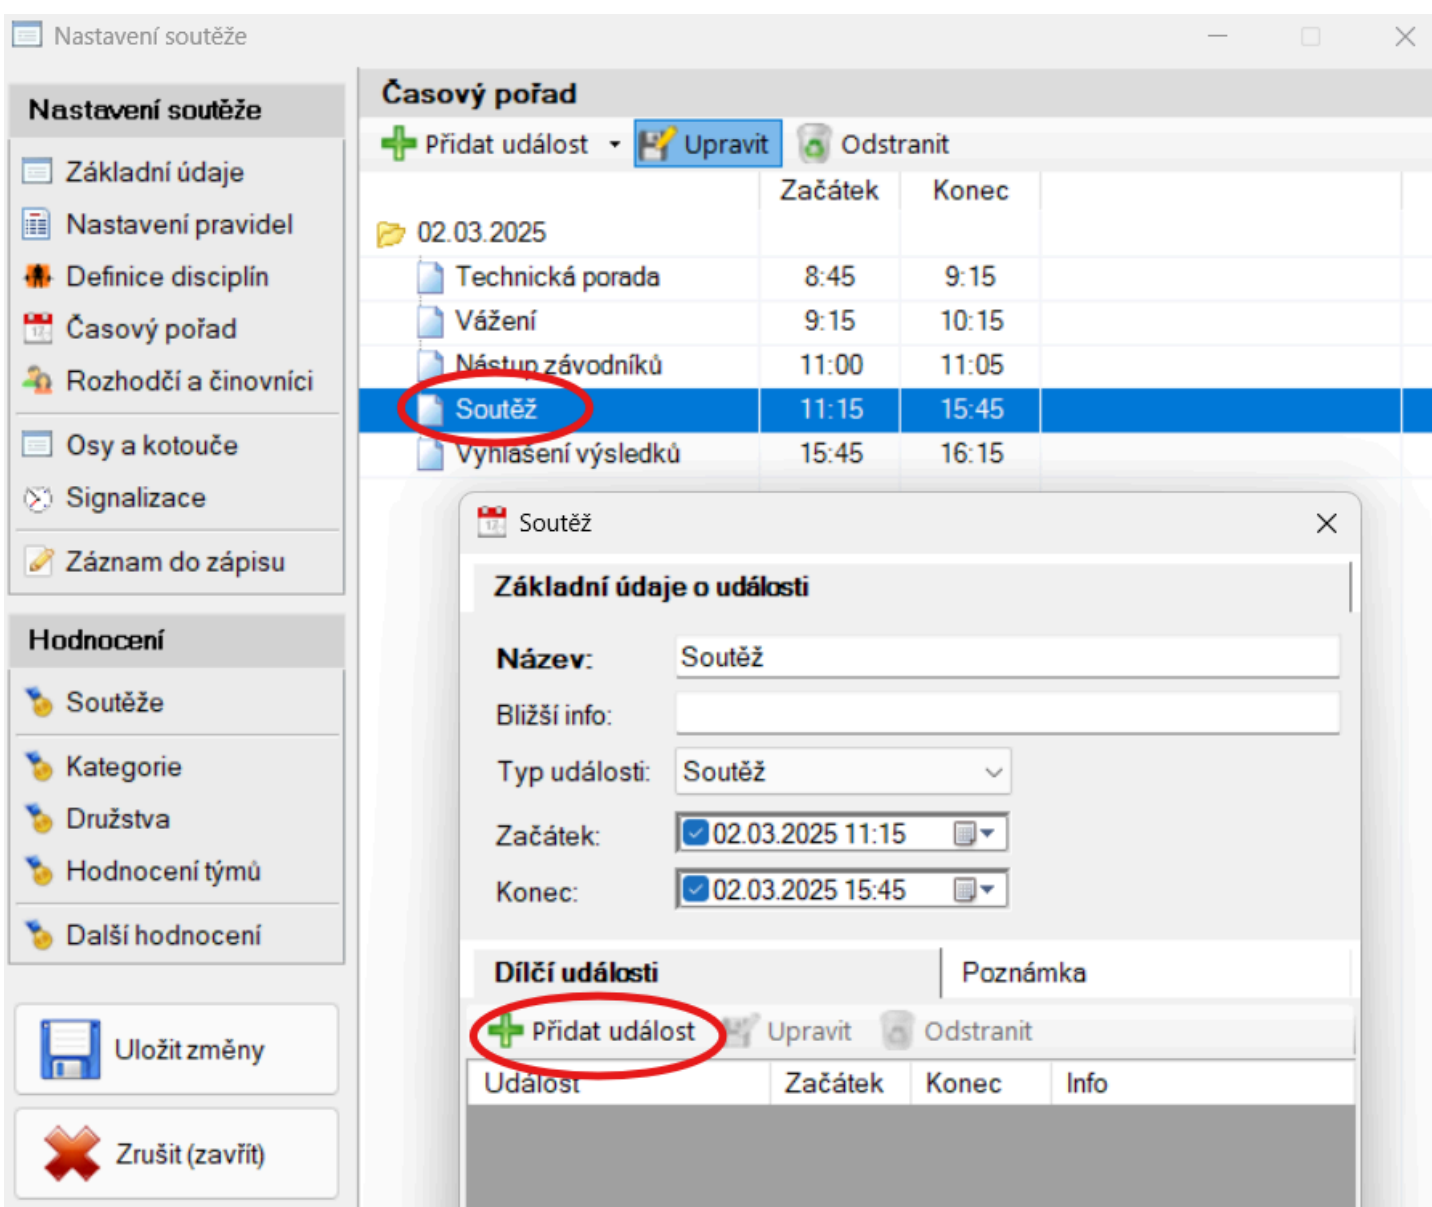 Nastavení soutěže
Nastavení soutěže
Základní údaje
Nastavení pravidel
Definice disciplín
Časový pořad
Rozhodčí a činovníci
Osy a kotouče
Signalizace
Záznam do zápisu
Hodnocení
Soutěže
Kategorie
Družstva
Hodnocení týmů
Další hodnocení
Uložit změny
Zrušit (zavřít)
Časový pořad
Přidat událost Upravit Odstranit
Začátek Konec
02.03.2025
Technická porada 8:45 9:15
Vážení 9:15 10:15
Nástup závodníků 11:00 11:05
Soutěž 11:15 15:45
Vyhlášení výsledků 15:45 16:15
Soutěž
Základní údaje o události
Název: Soutěž
Bližší info:
Typ události: Soutěž
Začátek: 02.03.2025 11:15
Konec: 02.03.2025 15:45
Dílčí události Poznámka
Přidat událost Upravit Odstranit
Událost Začátek Konec Info